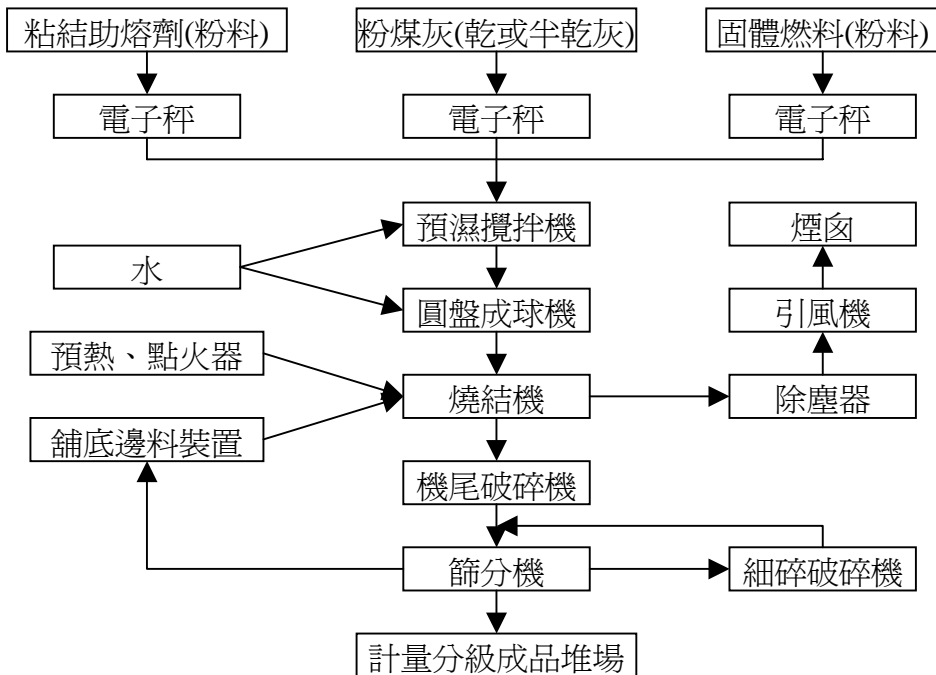 粘結助熔劑(粉料)
粉煤灰(乾或半乾灰)
固體燃料(粉料)
電子秤
電子秤
電子秤
預濕攪拌機
煙囪
水
圓盤成球機
引風機
預熱、點火器
燒結機
除塵器
舖底邊料裝置
機尾破碎機
篩分機
細碎破碎機
計量分級成品堆場